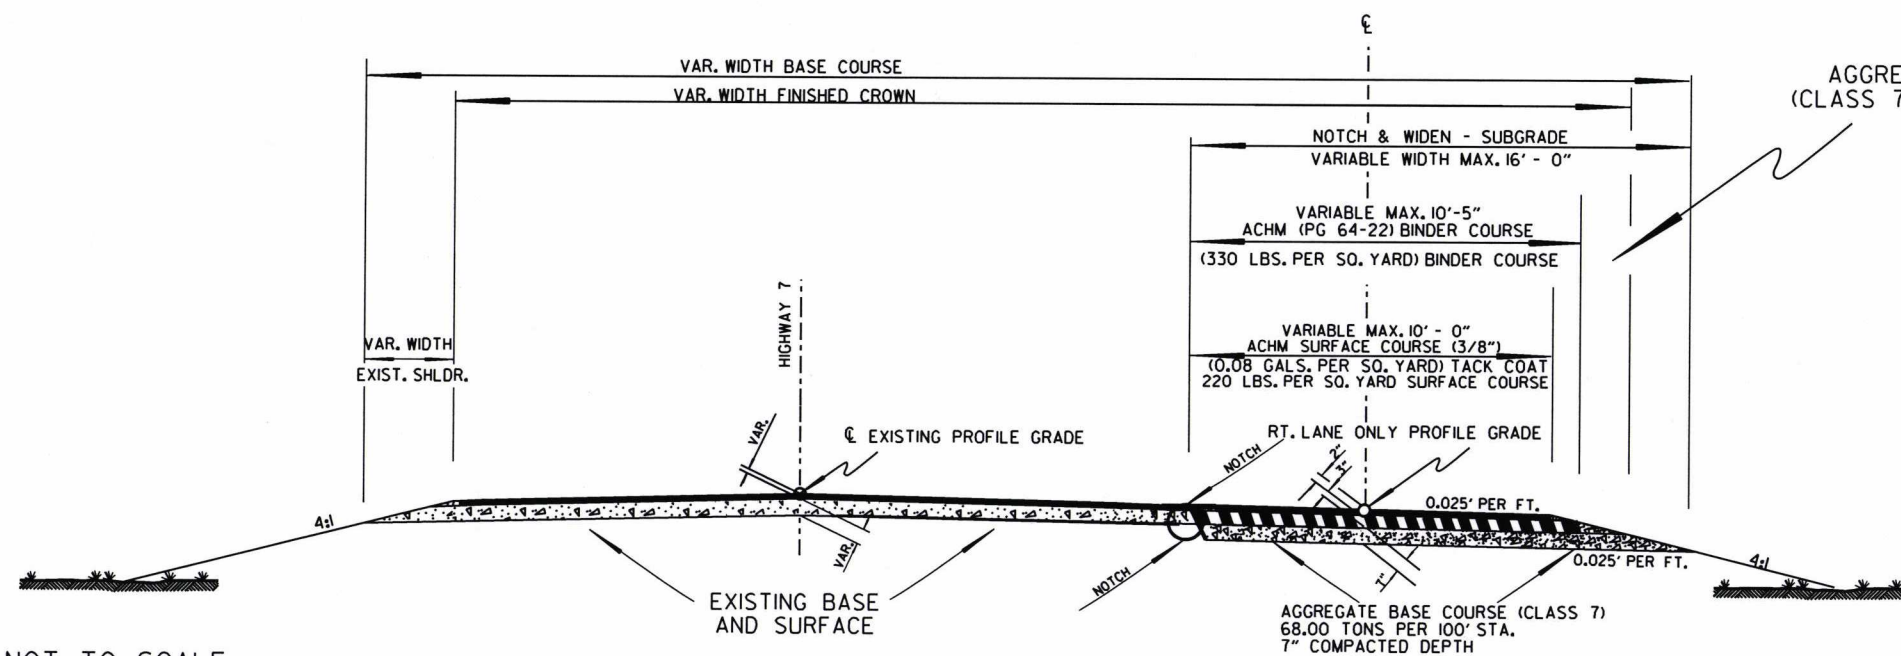 ℄
VAR. WIDTH BASE COURSE
AGGRE
(CLASS 7
VAR. WIDTH FINISHED CROWN
NOTCH & WIDEN - SUBGRADE
VARIABLE WIDTH MAX. 16' - 0"
VARIABLE MAX. 10'-5"
ACHM (PG 64-22) BINDER COURSE
(330 LBS. PER SQ. YARD) BINDER COURSE
HIGHWAY 7
VARIABLE MAX. 10' - 0"
ACHM SURFACE COURSE (3/8")
(0.08 GALS. PER SQ. YARD) TACK COAT
220 LBS. PER SQ. YARD SURFACE COURSE
VAR. WIDTH
EXIST. SHLDR.
VAR.
℄ EXISTING PROFILE GRADE
RT. LANE ONLY PROFILE GRADE
NOTCH
2"
3"
0.025' PER FT.
4:1
VAR.
NOTCH
7"
0.025' PER FT.
4:1
EXISTING BASE
AND SURFACE
AGGREGATE BASE COURSE (CLASS 7)
68.00 TONS PER 100' STA.
7" COMPACTED DEPTH
NOT TO SCALE